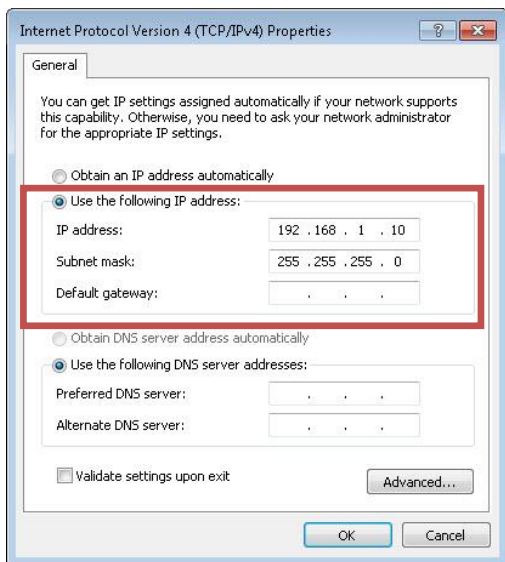 Internet Protocol Version 4 (TCP/IPv4) Properties
General
You can get IP settings assigned automatically if your network supports
this capability. Otherwise, you need to ask your network administrator
for the appropriate IP settings.
Obtain an IP address automatically
Use the following IP address:
IP address: 192 . 168 . 1 . 10
Subnet mask: 255 . 255 . 255 . 0
Default gateway: . . .
Obtain DNS server address automatically
Use the following DNS server addresses:
Preferred DNS server: . . .
Alternate DNS server: . . .
Validate settings upon exit
Advanced...
OK Cancel